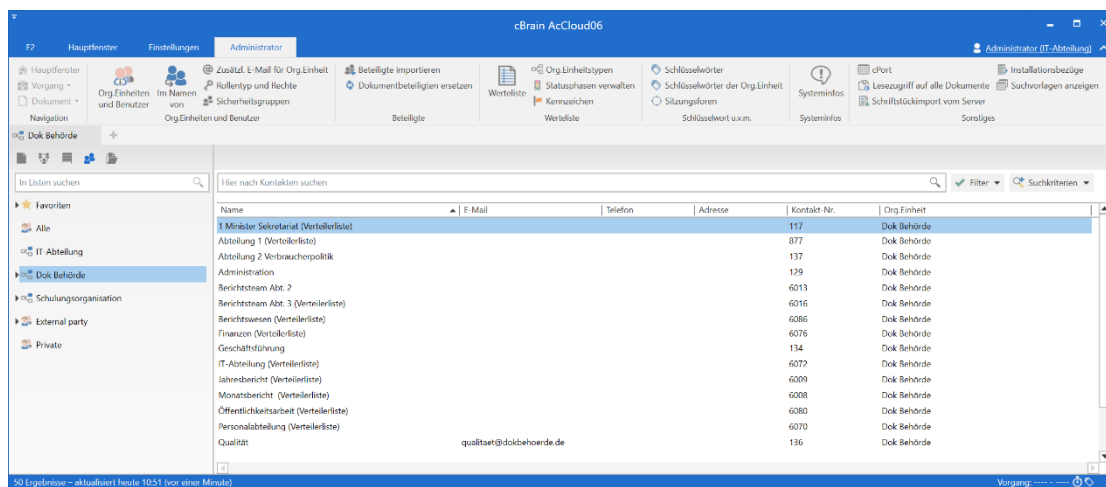 cBrain AcCloud06
F2 Hauptfenster Einstellungen Administrator Administrator (IT-Abteilung)
Hauptfenster
Vorgang
Dokument
Navigation
Org.Einheiten und Benutzer
Im Namen von
@ Zusätzl. E-Mail für Org.Einheit
Rollentyp und Rechte
Sicherheitsgruppen
Org.Einheiten und Benutzer
Beteiligte importieren
Dokumentbeteiligten ersetzen
Beteiligte
Werteliste
Org.Einheitstypen
Statusphasen verwalten
Kennzeichen
Werteliste
Schlüsselwörter
Schlüsselwörter der Org.Einheit
Sitzungsforen
Schlüsselwort u.v.m.
Systeminfos
Systeminfos
cPort
Lesezugriff auf alle Dokumente
Schriftstückimport vom Server
Installationsbezüge
Suchvorlagen anzeigen
Sonstiges
Dok Behörde +
In Listen suchen
Favoriten
Alle
IT-Abteilung
Dok Behörde
Schulungsorganisation
External party
Private
Hier nach Kontakten suchen Filter Suchkriterien
Name E-Mail Telefon Adresse Kontakt-Nr. Org.Einheit
1 Minister Sekretariat (Verteilerliste) 117 Dok Behörde
Abteilung 1 (Verteilerliste) 877 Dok Behörde
Abteilung 2 Verbraucherpolitik 137 Dok Behörde
Administration 129 Dok Behörde
Berichtsteam Abt. 2 6013 Dok Behörde
Berichtsteam Abt. 3 (Verteilerliste) 6016 Dok Behörde
Berichtswesen (Verteilerliste) 6086 Dok Behörde
Finanzen (Verteilerliste) 6076 Dok Behörde
Geschäftsführung 134 Dok Behörde
IT-Abteilung (Verteilerliste) 6072 Dok Behörde
Jahresbericht (Verteilerliste) 6009 Dok Behörde
Monatsbericht (Verteilerliste) 6008 Dok Behörde
Öffentlichkeitsarbeit (Verteilerliste) 6080 Dok Behörde
Personalabteilung (Verteilerliste) 6070 Dok Behörde
Qualität qualitaet@dokbehoerde.de 136 Dok Behörde
50 Ergebnisse – aktualisiert heute 10:51 (vor einer Minute) Vorgang: ---- - ----